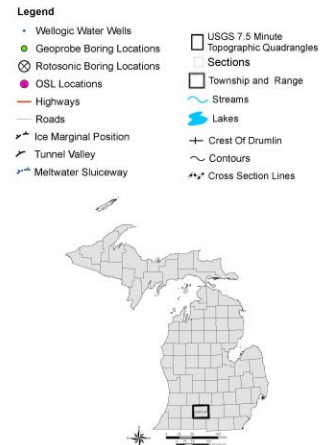 Legend
Wellogic Water Wells
Geoprobe Boring Locations
Rotosonic Boring Locations
OSL Locations
Highways
Roads
Ice Marginal Position
Tunnel Valley
Meltwater Sluiceway
USGS 7.5 Minute
Topographic Quadrangles
Sections
Township and Range
Streams
Lakes
Crest Of Drumlin
Contours
Cross Section Lines